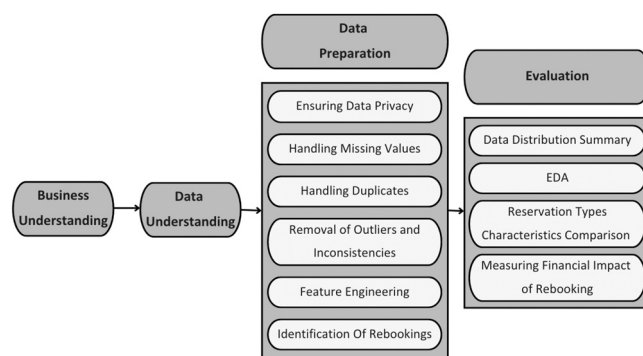 Business
Understanding
Data
Understanding
Data
Preparation
Ensuring Data Privacy
Handling Missing Values
Handling Duplicates
Removal of Outliers and
Inconsistencies
Feature Engineering
Identification Of Rebookings
Evaluation
Data Distribution Summary
EDA
Reservation Types
Characteristics Comparison
Measuring Financial Impact
of Rebooking